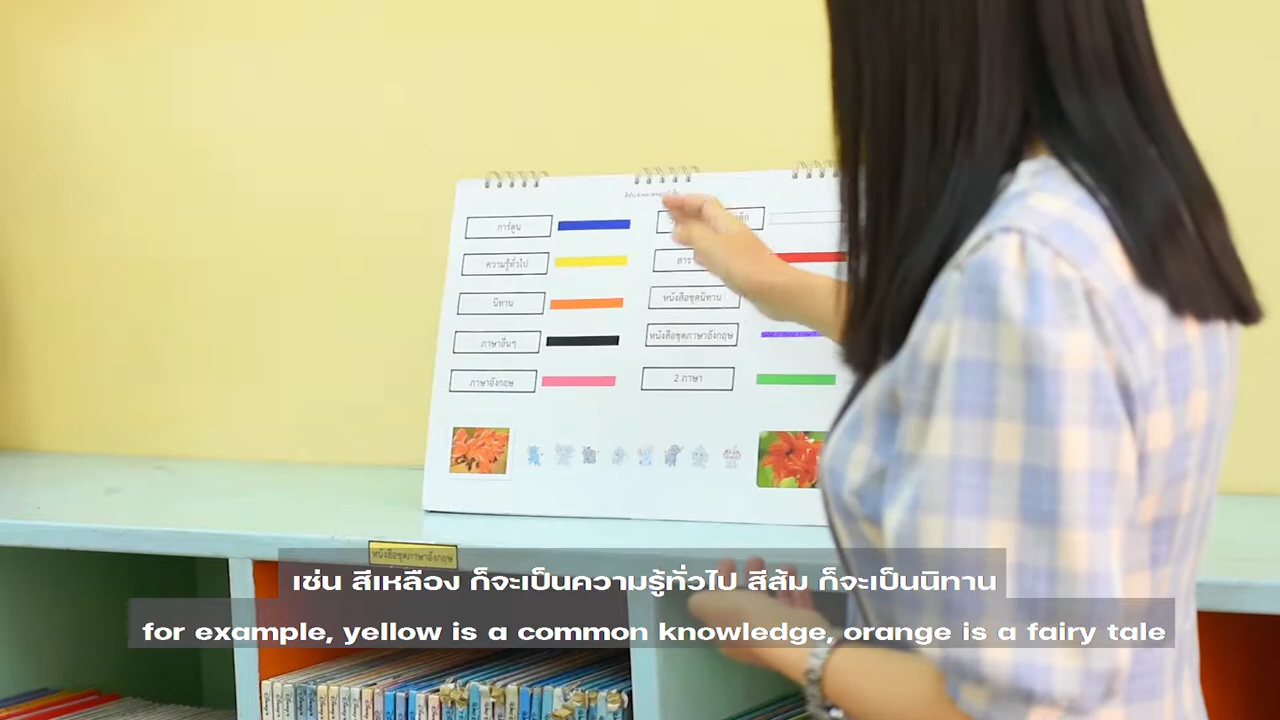 การ์ตูน
ความรู้ทั่วไป
สาร
นิทาน
หนังสือชุดนิทาน
ภาษาอื่นๆ
หนังสือชุดภาษาอังกฤษ
ภาษาอังกฤษ
2 ภาษา
หนังสือชุดภาษาอังกฤษ
เช่น สีเหลือง ก็จะเป็นความรู้ทั่วไป สีส้ม ก็จะเป็นนิทาน
for example, yellow is a common knowledge, orange is a fairy tale